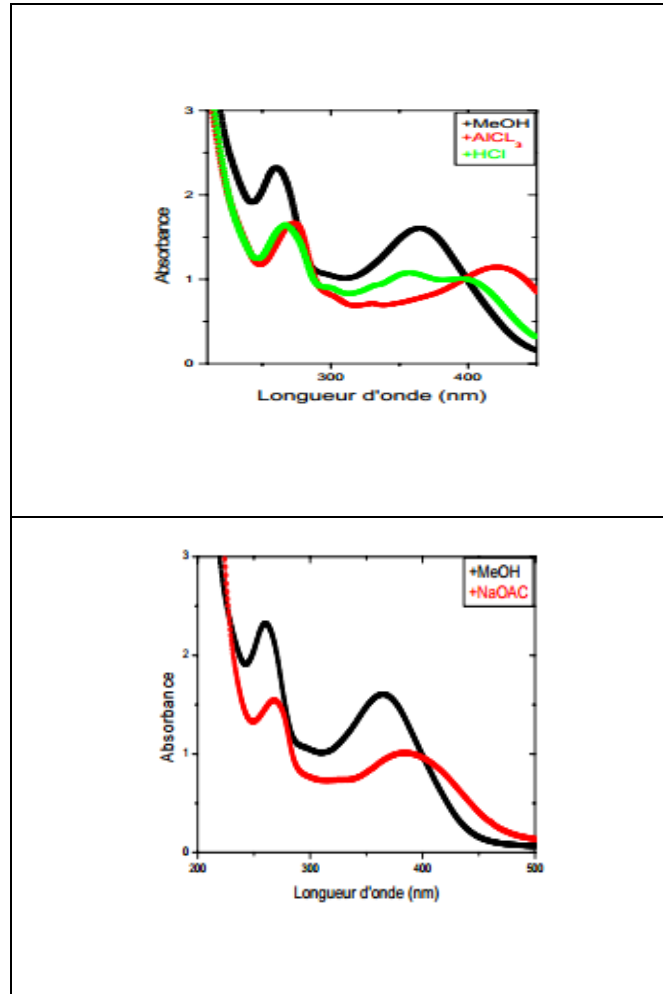 3
2
1
0
Absorbance
300
400
Longueur d'onde (nm)
+MeOH
+AlCL3
+HCl
3
2
1
0
Absorbance
200
300
400
500
Longueur d'onde (nm)
+MeOH
+NaOAC